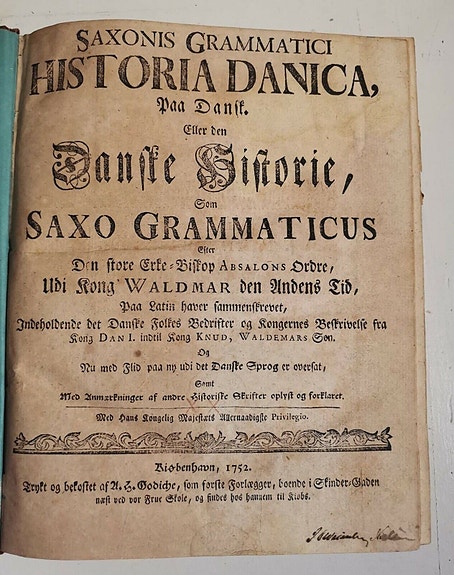 SAXONIS GRAMMATICI
HISTORIA DANICA,
Paa Dansk.
Eller den
Danske Historie,
Som
SAXO GRAMMATICUS
Efter
Den store Erke-Biskop ABSALONS Ordre,
Udi Kong WALDMAR den Andens Tid,
Paa Latin haver sammenskrevet,
Indeholdende det Danske Folkes Bedrifter og Kongernes Beskrivelse fra
Kong DAN I. indtil Kong KNUD, WALDEMARS Søn.
Og
Nu med Flid paa ny udi det Danske Sprog er oversat,
Samt
Med Anmærkninger af andre Historiske Skrifter oplyst og forklaret.
Med Hans Kongelig Majestæts Allernaadigste Privilegio.
Kiøbenhavn, 1752.
Trykt og bekostet af A. H. Godiche, som første Forlægger, boende i Skinder-Gaden
næst ved vor Frue Skole, og findes hos hannem til Kiøbs.